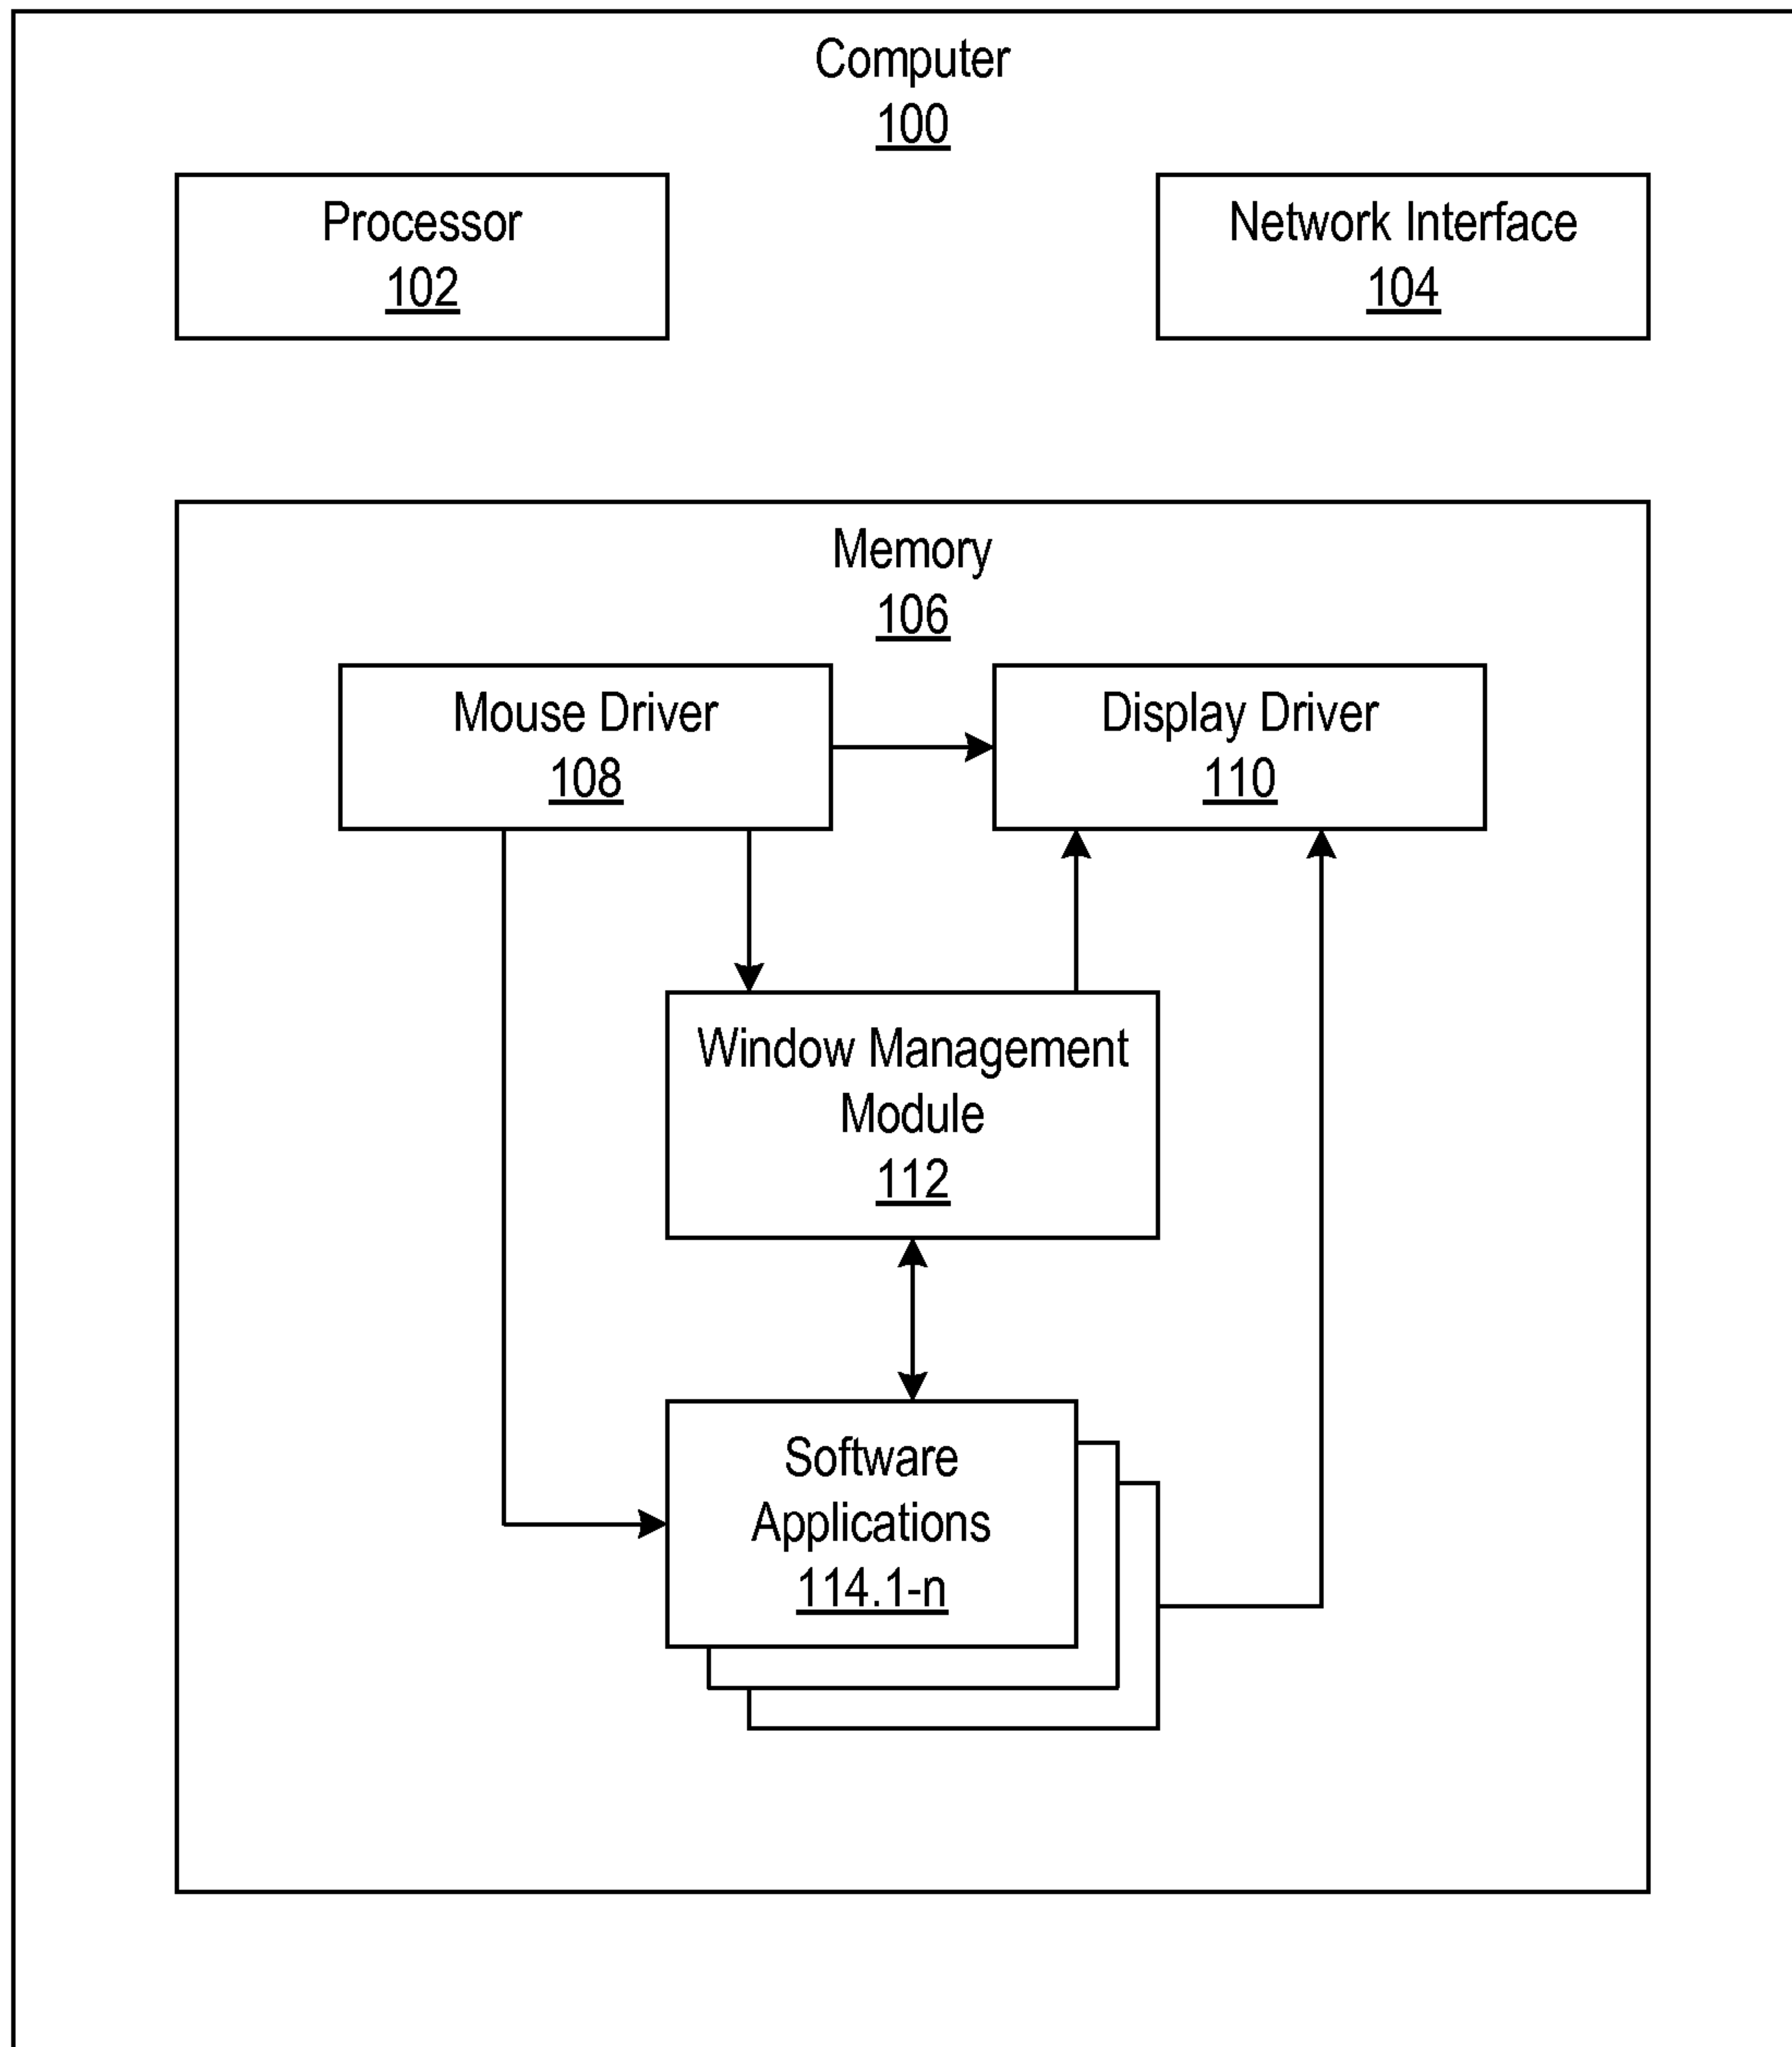 Computer
100
Processor
102
Network Interface
104
Memory
106
Mouse Driver
108
Display Driver
110
Window Management
Module
112
Software
Applications
114.1-n